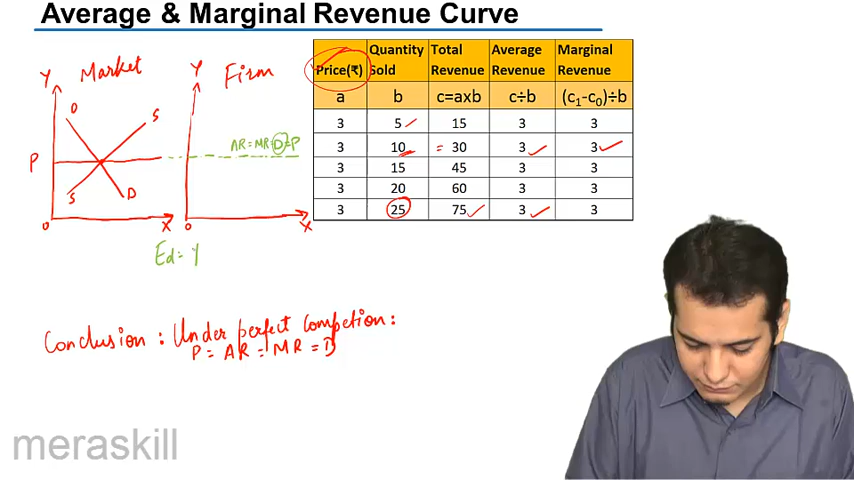 Average & Marginal Revenue Curve
Y Market Y Firm
D S
AR = MR = D = P
P
S D
O X O X
Ed = Y
Price(₹) Quantity Sold Total Revenue Average Revenue Marginal Revenue
a b c=axb c÷b (c1-c0)÷b
3 5 15 3 3
3 10 = 30 3 3
3 15 45 3 3
3 20 60 3 3
3 25 75 3 3
Conclusion : Under perfect competion :
P = AR = MR = D
meraskill